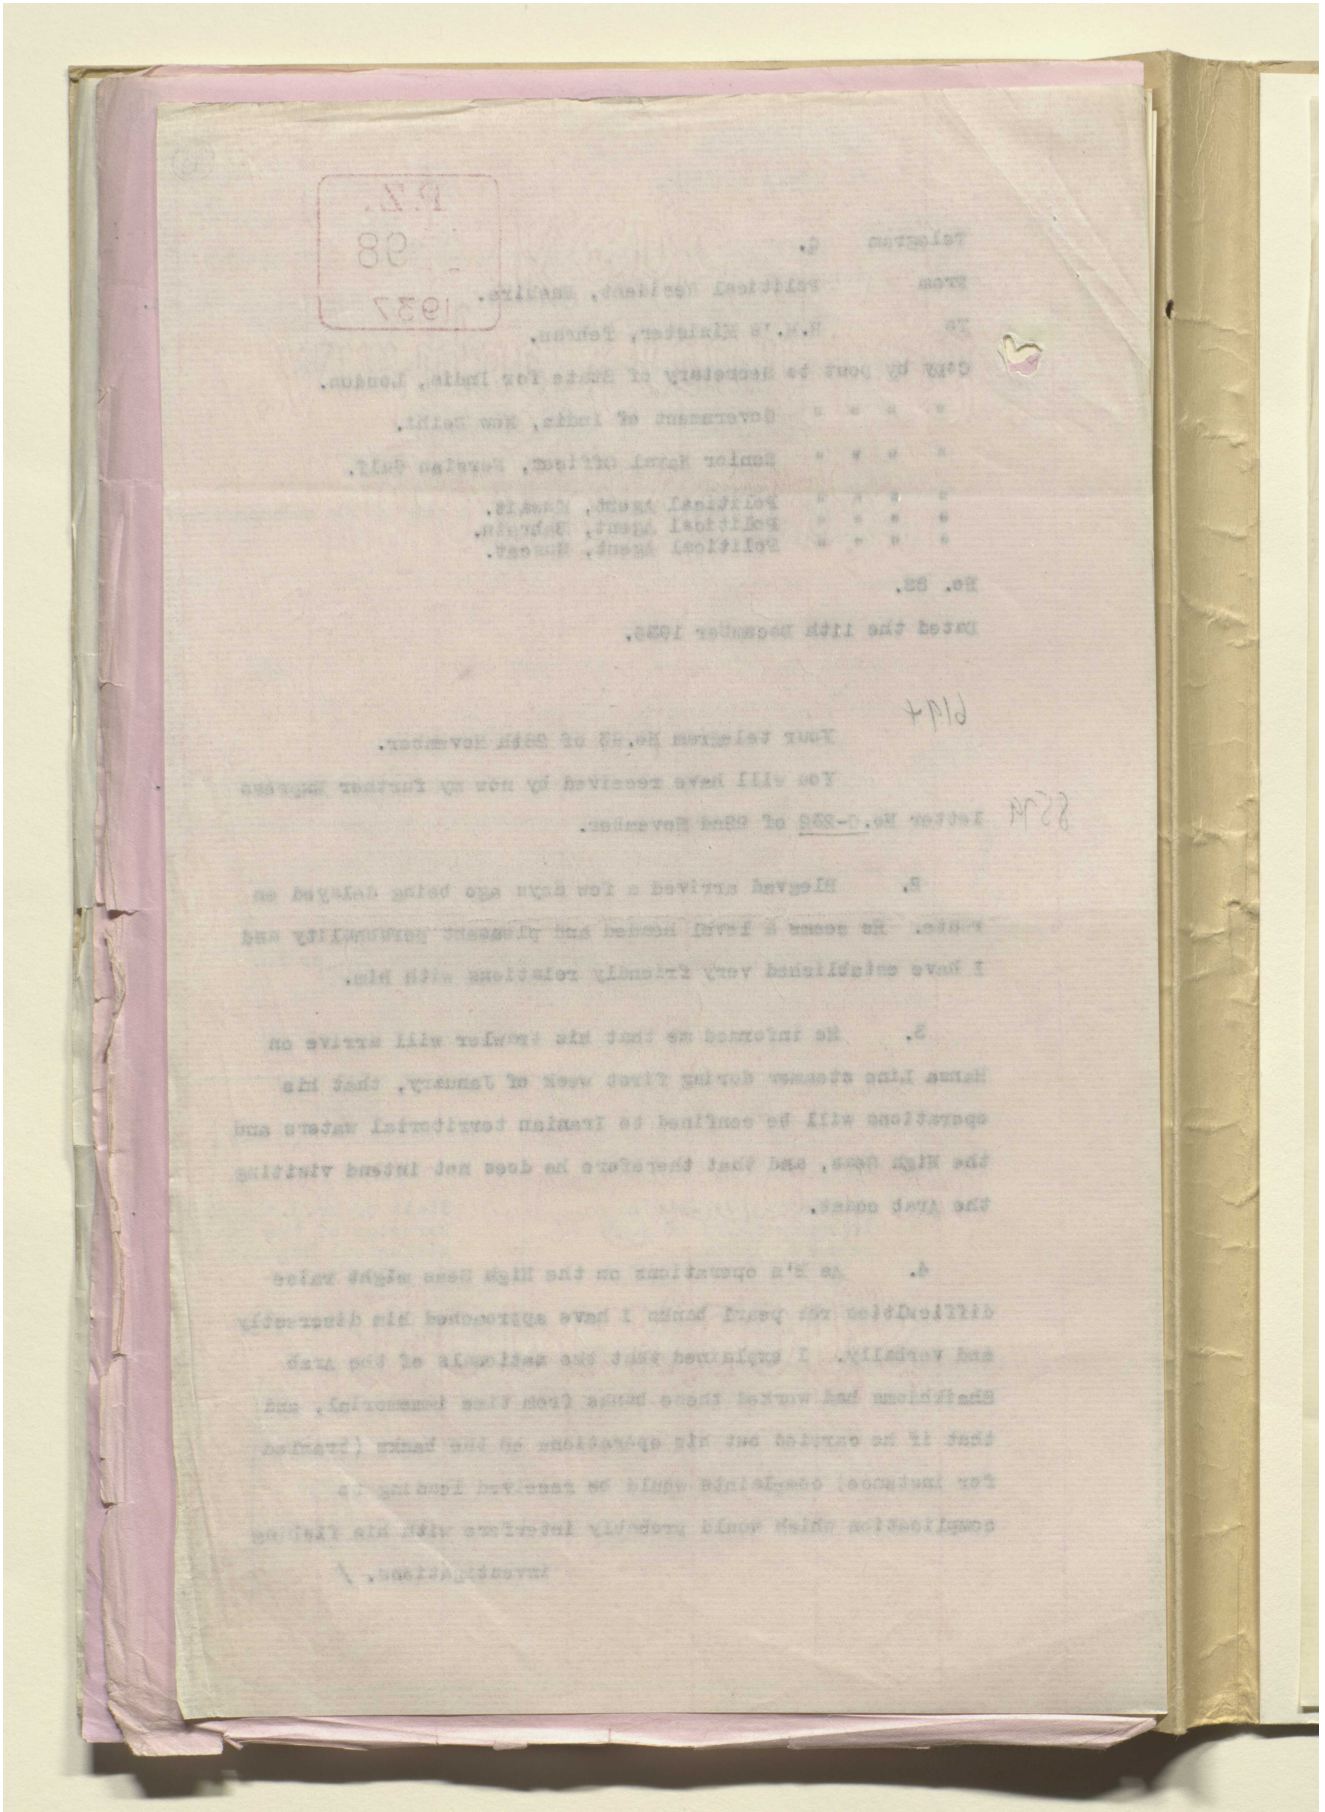 P.Z.
98
1937
Telegram Q.
From Political Resident, Bushire.
To H.M.'s Minister, Tehran.
Copy by post to Secretary of State for India, London.
" " " " Government of India, New Delhi.
" " " " Senior Naval Officer, Persian Gulf.
" " " " Political Agent, Kuwait.
" " " " Political Agent, Bahrain.
" " " " Political Agent, Muscat.
No. 82.
Dated the 11th December 1936.
6194
Your telegram No.93 of 25th November.
You will have received by now my further Express
8579
letter No.C-292 of 22nd November.
2. Blegvad arrived a few days ago being delayed en
route. He seems a level headed and pleasant personality and
I have established very friendly relations with him.
3. He informed me that his trawler will arrive on
Hansa Line steamer during first week of January, that his
operations will be confined to Iranian territorial waters and
the High Seas, and that therefore he does not intend visiting
the Arab coast.
4. As B's operations on the High Seas might raise
difficulties re pearl banks I have approached him discreetly
and verbally. I explained that the nationals of the Arab
Shaikhdoms had worked these banks from time immemorial, and
that if he carried out his operations on the banks (trawled
for instance) complaints would be received leading to
complication which would probably interfere with his fishing
investigations. /